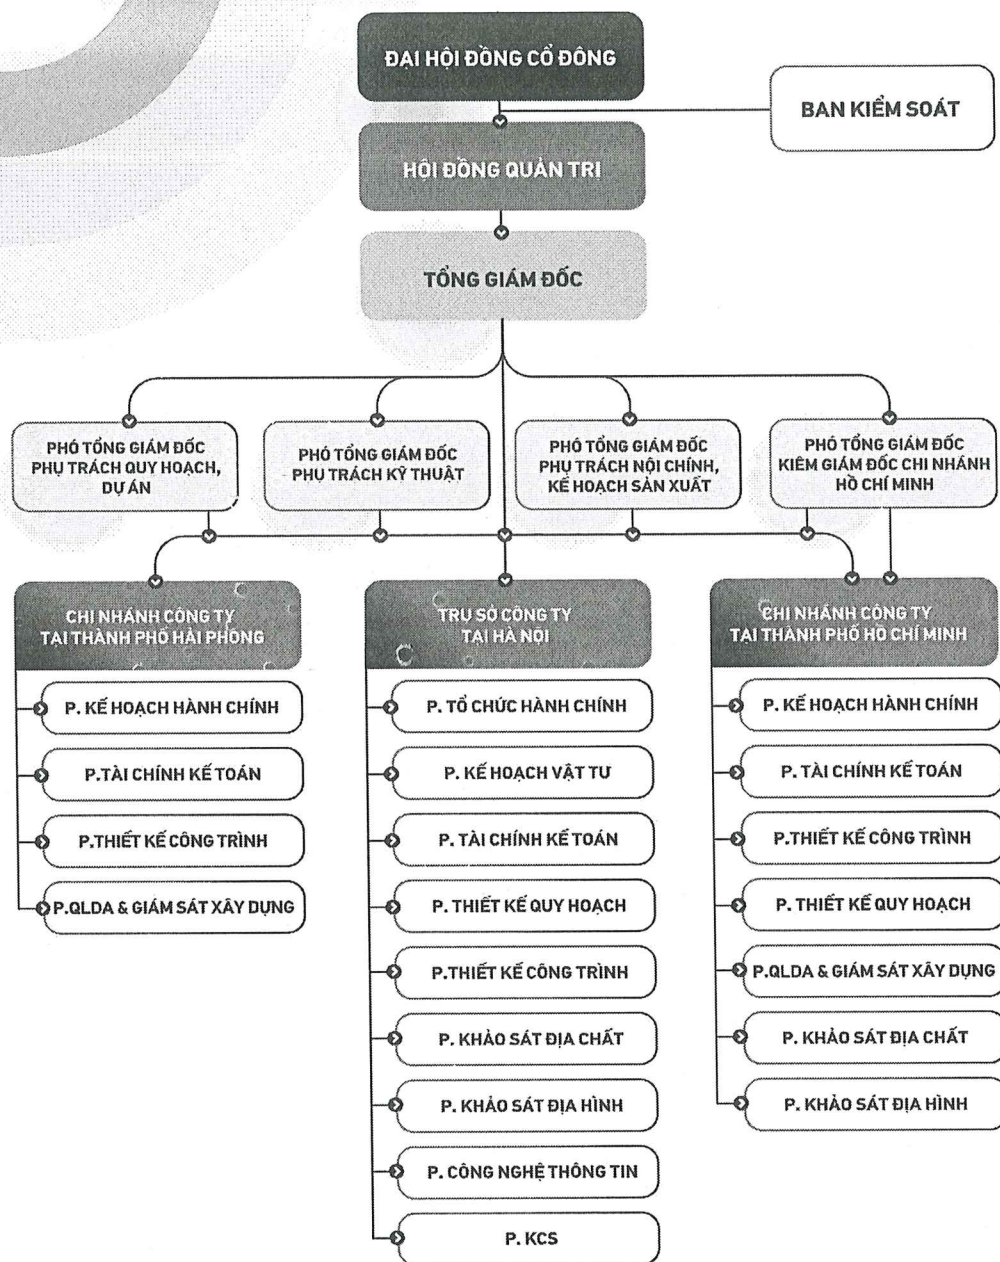 ĐẠI HỘI ĐỒNG CỔ ĐÔNG
BAN KIỂM SOÁT
HỘI ĐỒNG QUẢN TRỊ
TỔNG GIÁM ĐỐC
PHÓ TỔNG GIÁM ĐỐC
PHỤ TRÁCH QUY HOẠCH,
DỰ ÁN
PHÓ TỔNG GIÁM ĐỐC
PHỤ TRÁCH KỸ THUẬT
PHÓ TỔNG GIÁM ĐỐC
PHỤ TRÁCH NỘI CHÍNH,
KẾ HOẠCH SẢN XUẤT
PHÓ TỔNG GIÁM ĐỐC
KIÊM GIÁM ĐỐC CHI NHÁNH
HỒ CHÍ MINH
CHI NHÁNH CÔNG TY
TẠI THÀNH PHỐ HẢI PHÒNG
P. KẾ HOẠCH HÀNH CHÍNH
P.TÀI CHÍNH KẾ TOÁN
P.THIẾT KẾ CÔNG TRÌNH
P.QLDA & GIÁM SÁT XÂY DỰNG
TRỤ SỞ CÔNG TY
TẠI HÀ NỘI
P. TỔ CHỨC HÀNH CHÍNH
P. KẾ HOẠCH VẬT TƯ
P. TÀI CHÍNH KẾ TOÁN
P. THIẾT KẾ QUY HOẠCH
P.THIẾT KẾ CÔNG TRÌNH
P. KHẢO SÁT ĐỊA CHẤT
P. KHẢO SÁT ĐỊA HÌNH
P. CÔNG NGHỆ THÔNG TIN
P. KCS
CHI NHÁNH CÔNG TY
TẠI THÀNH PHỐ HỒ CHÍ MINH
P. KẾ HOẠCH HÀNH CHÍNH
P. TÀI CHÍNH KẾ TOÁN
P.THIẾT KẾ CÔNG TRÌNH
P. THIẾT KẾ QUY HOẠCH
P.QLDA & GIÁM SÁT XÂY DỰNG
P. KHẢO SÁT ĐỊA CHẤT
P. KHẢO SÁT ĐỊA HÌNH